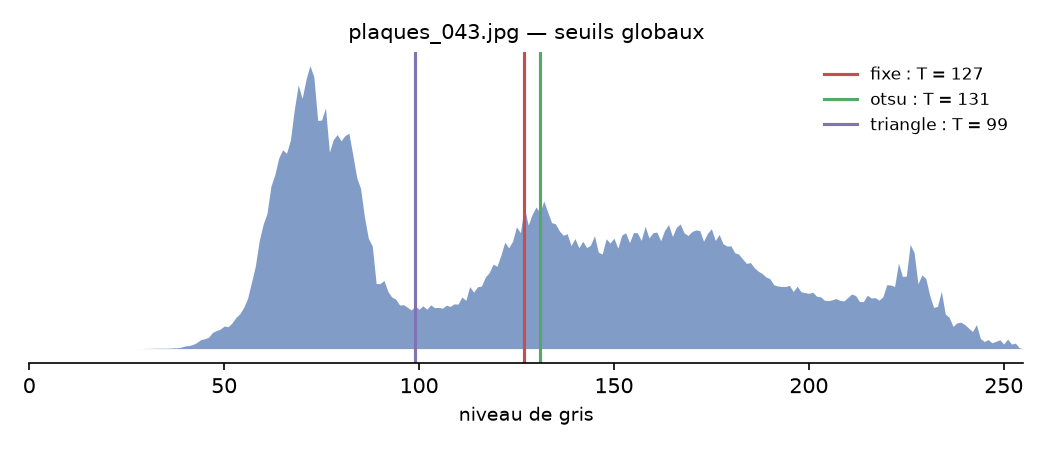 plaques_043.jpg — seuils globaux
fixe : T = 127
otsu : T = 131
triangle : T = 99
0 50 100 150 200 250
niveau de gris